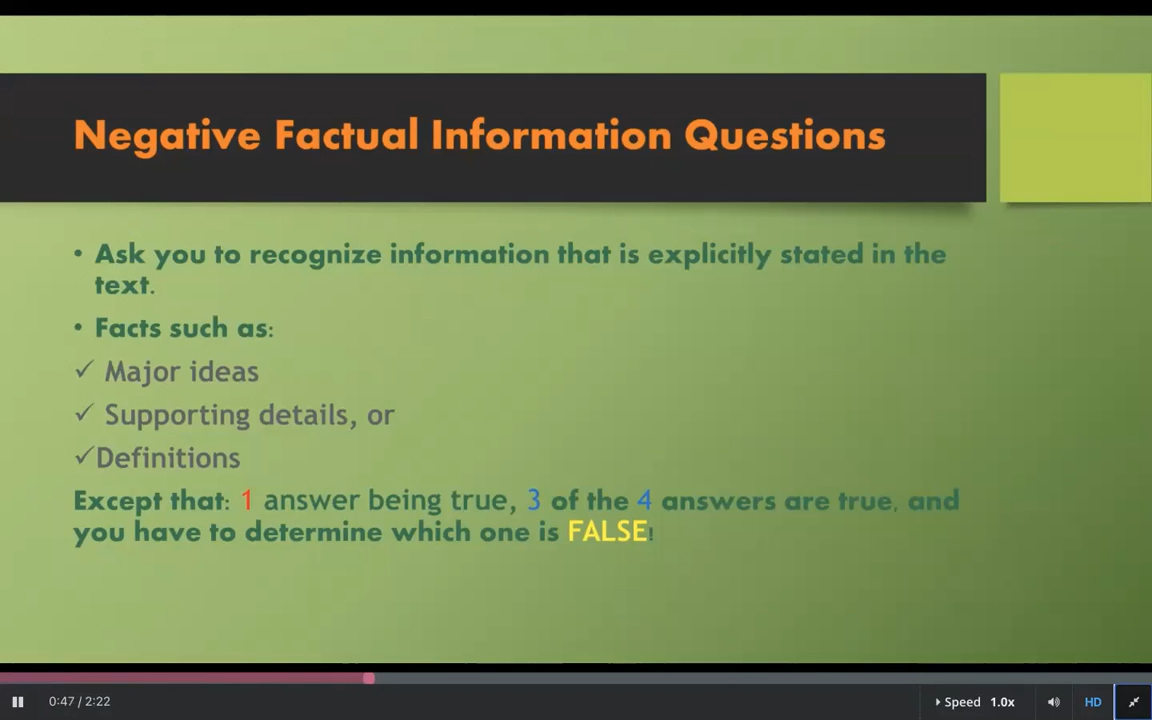 Negative Factual Information Questions
• Ask you to recognize information that is explicitly stated in the
text.
• Facts such as:
✓ Major ideas
✓ Supporting details, or
✓Definitions
Except that: 1 answer being true, 3 of the 4 answers are true, and
you have to determine which one is FALSE!
0:47 / 2:22
Speed 1.0x
HD